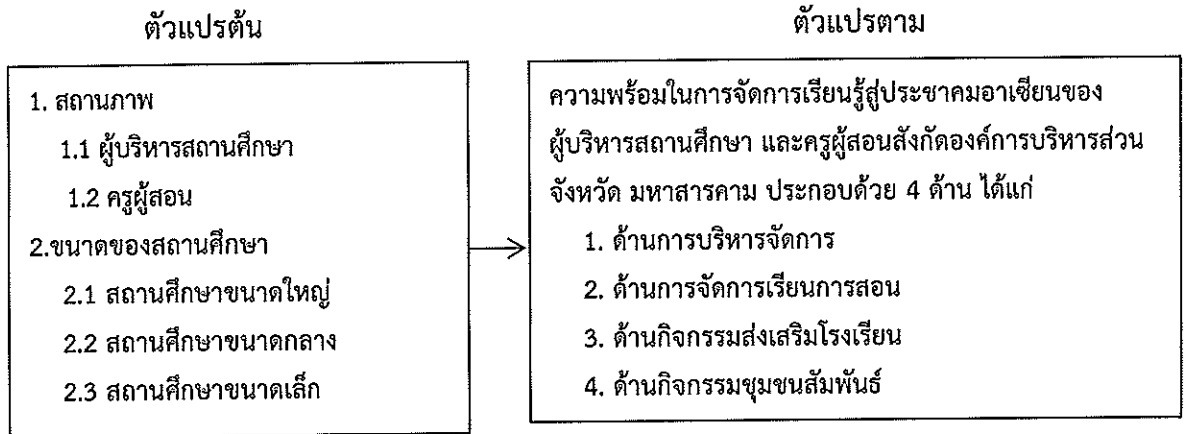 ตัวแปรต้น
1. สถานภาพ
1.1 ผู้บริหารสถานศึกษา
1.2 ครูผู้สอน
2.ขนาดของสถานศึกษา
2.1 สถานศึกษาขนาดใหญ่
2.2 สถานศึกษาขนาดกลาง
2.3 สถานศึกษาขนาดเล็ก
ตัวแปรตาม
ความพร้อมในการจัดการเรียนรู้สู่ประชาคมอาเซียนของ
ผู้บริหารสถานศึกษา และครูผู้สอนสังกัดองค์การบริหารส่วน
จังหวัด มหาสารคาม ประกอบด้วย 4 ด้าน ได้แก่
1. ด้านการบริหารจัดการ
2. ด้านการจัดการเรียนการสอน
3. ด้านกิจกรรมส่งเสริมโรงเรียน
4. ด้านกิจกรรมชุมชนสัมพันธ์